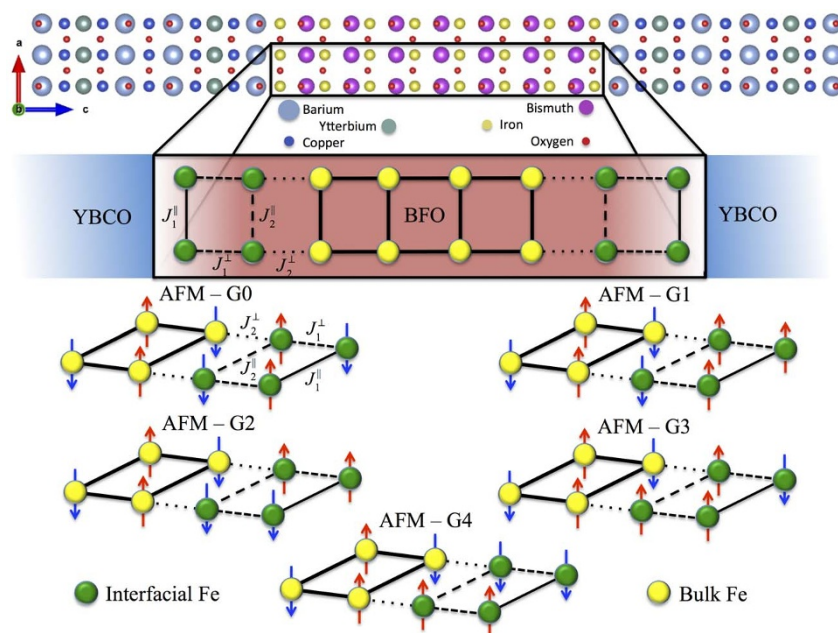 a
b
c
Barium
Bismuth
Ytterbium
Iron
Copper
Oxygen
YBCO
J₁∥
J₂∥
BFO
YBCO
J₁⊥
J₂⊥
AFM – G0
AFM – G1
J₂⊥
J₁⊥
J₂∥
J₁∥
AFM – G2
AFM – G3
AFM – G4
Interfacial Fe
Bulk Fe